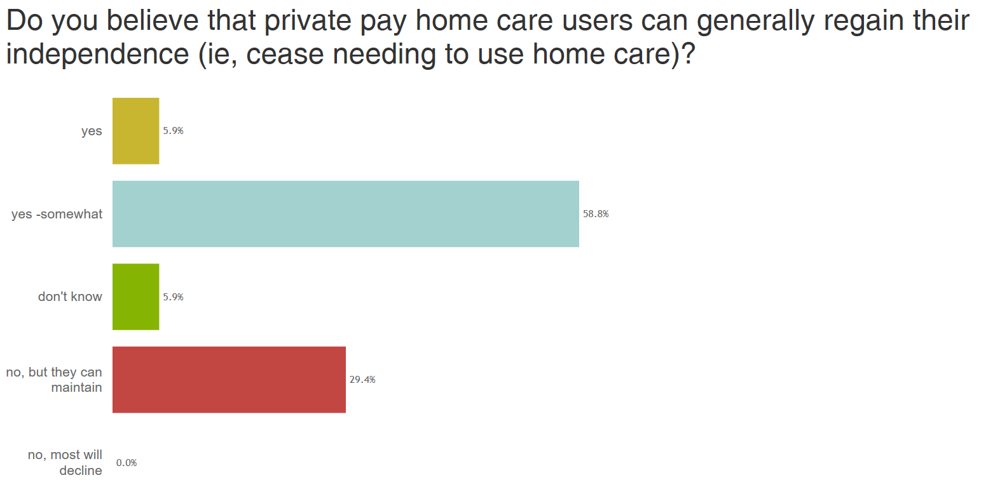 Do you believe that private pay home care users can generally regain their
independence (ie, cease needing to use home care)?
yes
5.9%
yes -somewhat
58.8%
don't know
5.9%
no, but they can
maintain
29.4%
no, most will
decline
0.0%